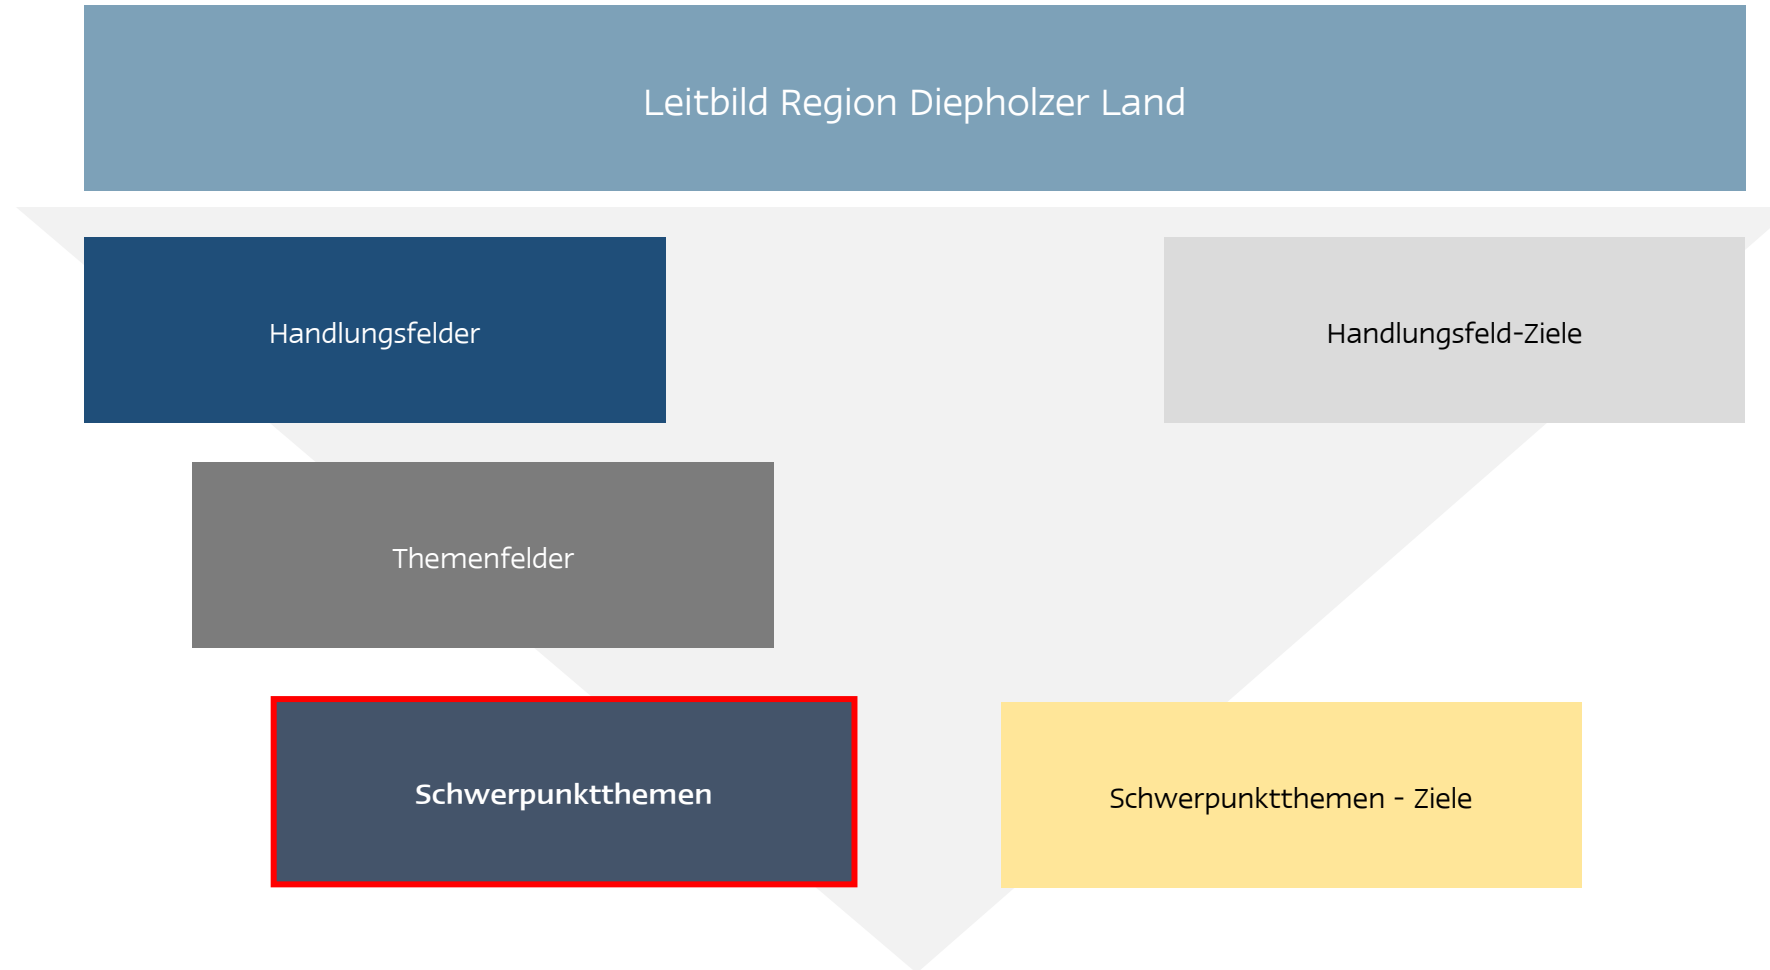 Leitbild Region Diepholzer Land
Handlungsfelder
Handlungsfeld-Ziele
Themenfelder
Schwerpunktthemen
Schwerpunktthemen - Ziele